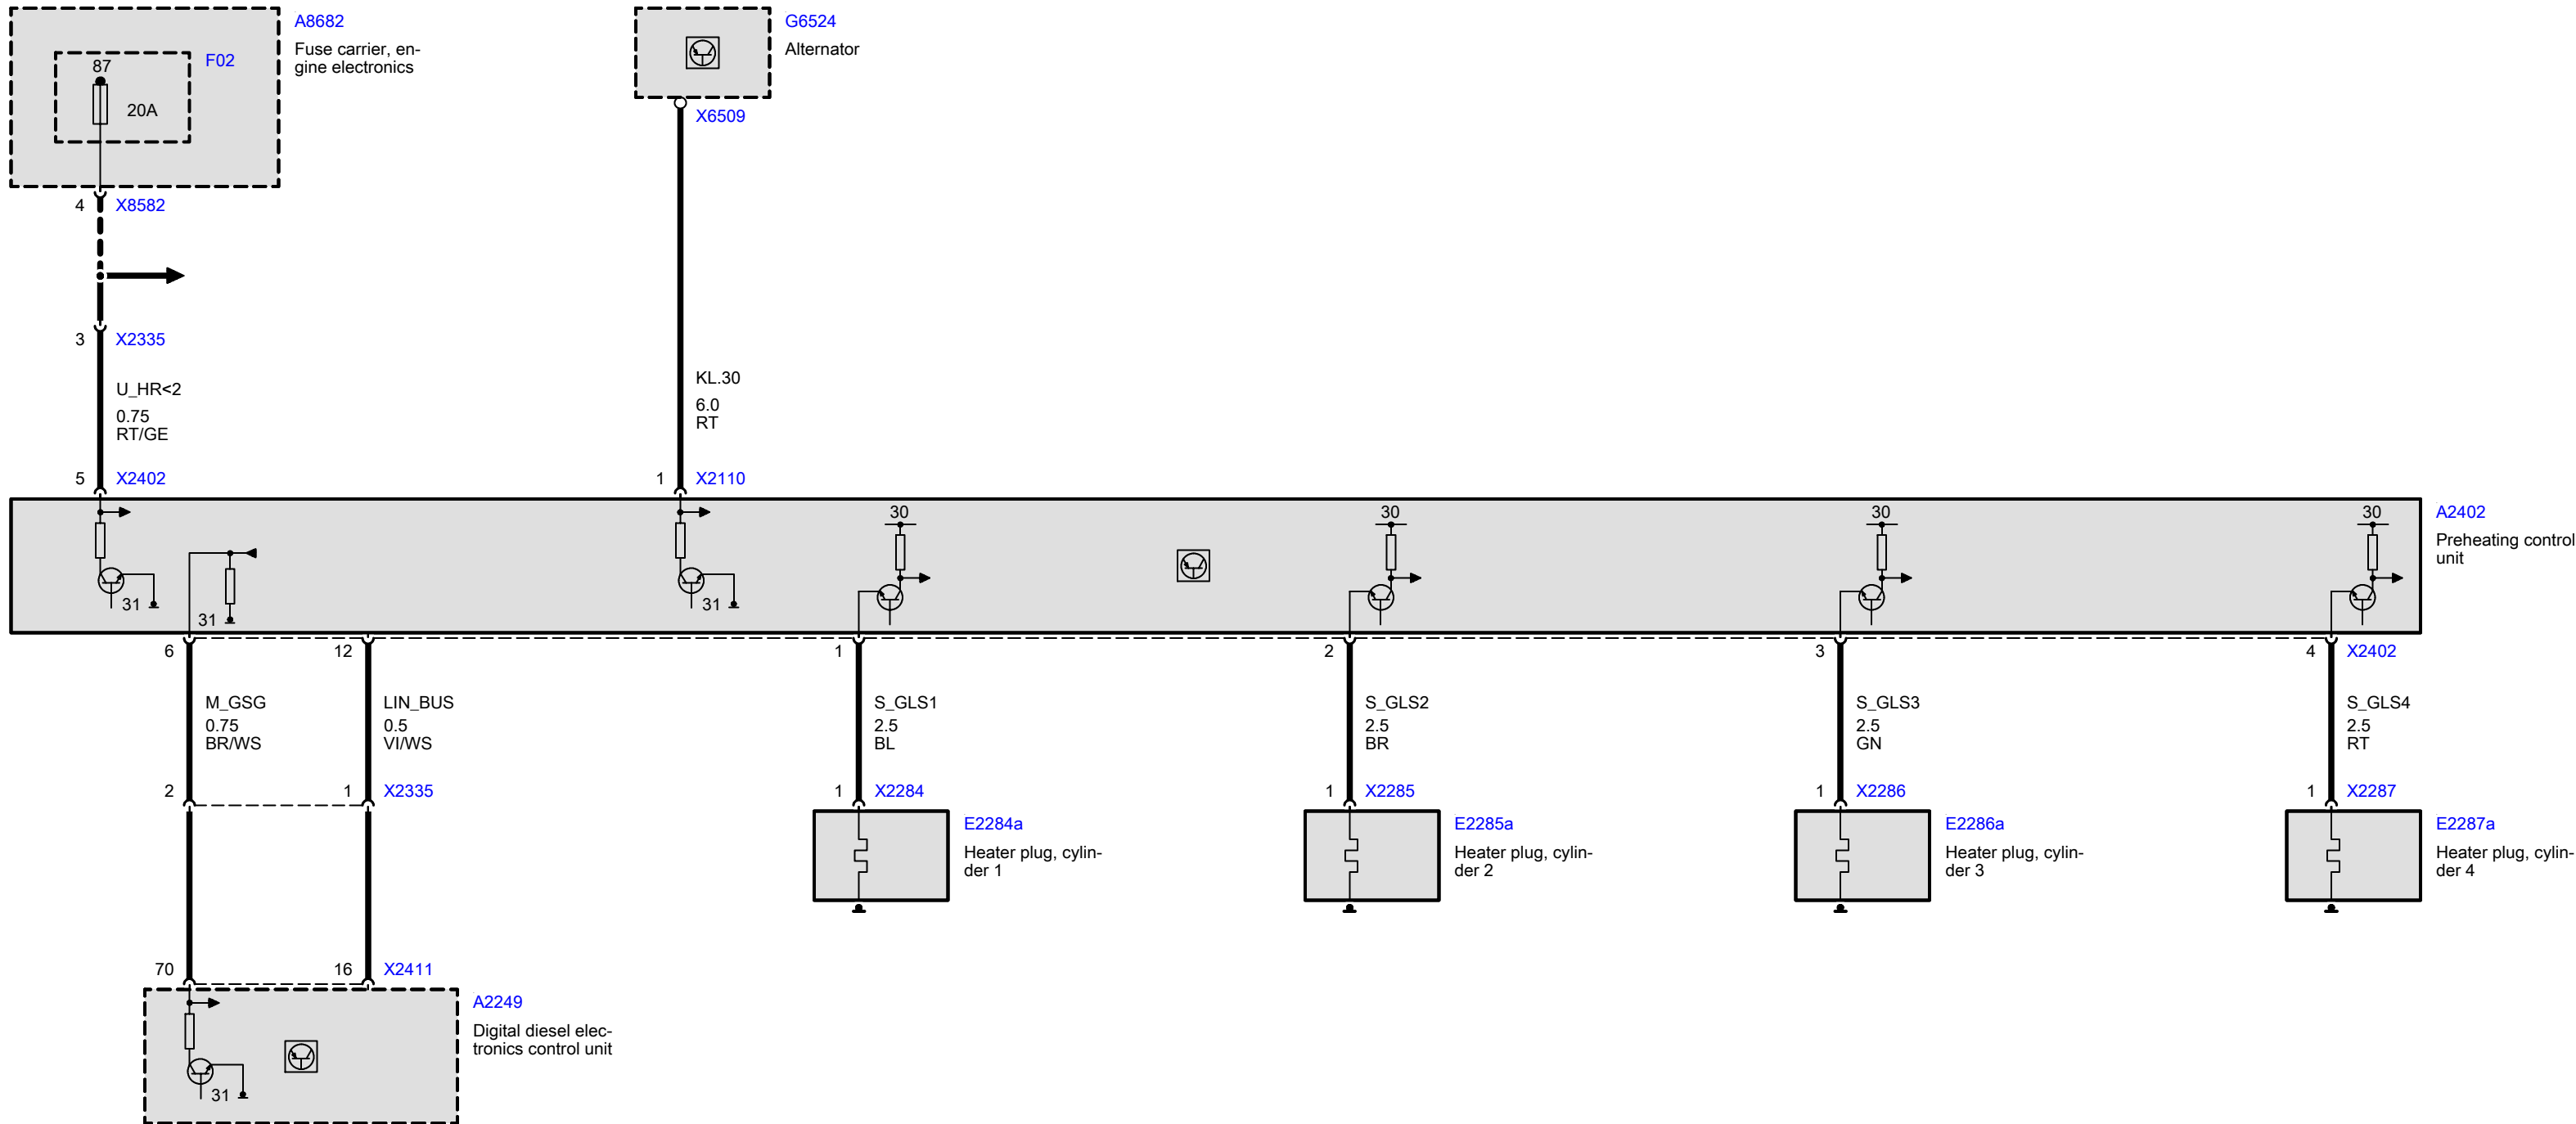 A8682
Fuse carrier, en-
gine electronics
F02
87
20A
4 X8582
3 X2335
U_HR<2
0.75
RT/GE
5 X2402
G6524
Alternator
X6509
KL.30
6.0
RT
1 X2110
30
30
30
30
A2402
Preheating control
unit
31
31
31
6
12
1
2
3
4 X2402
M_GSG
0.75
BR/WS
LIN_BUS
0.5
VI/WS
S_GLS1
2.5
BL
S_GLS2
2.5
BR
S_GLS3
2.5
GN
S_GLS4
2.5
RT
2
1 X2335
1 X2284
1 X2285
1 X2286
1 X2287
E2284a
Heater plug, cylin-
der 1
E2285a
Heater plug, cylin-
der 2
E2286a
Heater plug, cylin-
der 3
E2287a
Heater plug, cylin-
der 4
70
16 X2411
A2249
Digital diesel elec-
tronics control unit
31